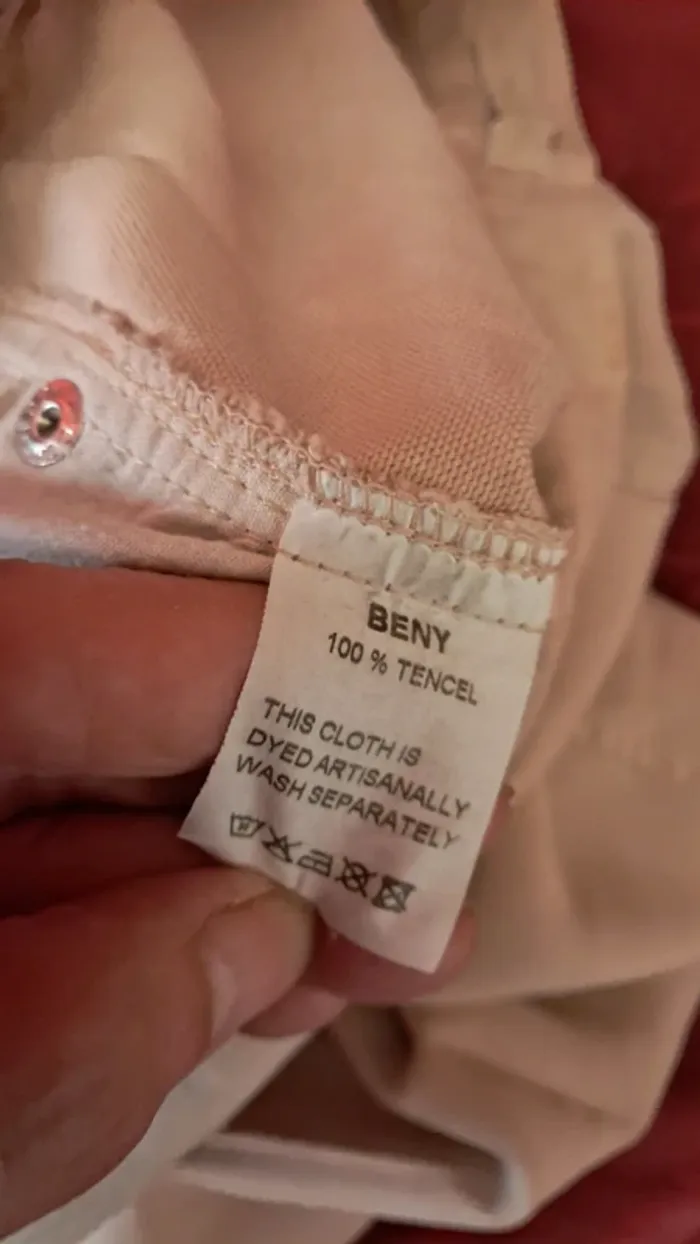 BENY
100 % TENCEL
THIS CLOTH IS
DYED ARTISANALLY
WASH SEPARATELY